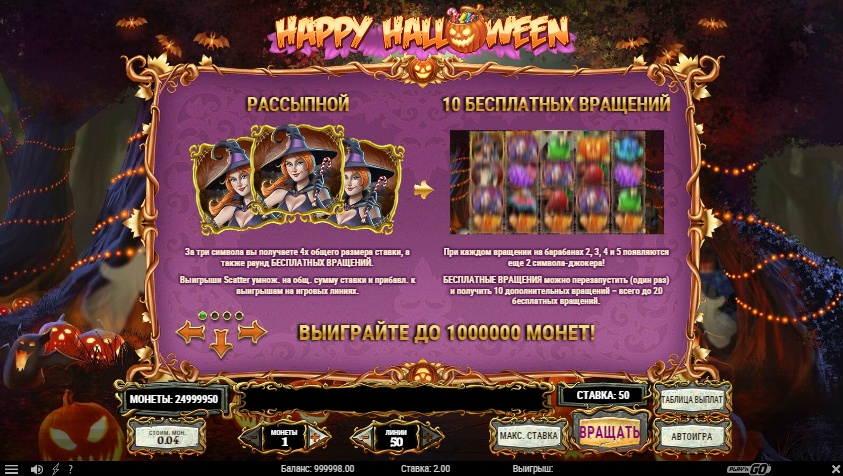 HAPPY HALLOWEEN
РАССЫПНОЙ
10 БЕСПЛАТНЫХ ВРАЩЕНИЙ
За три символа вы получаете 4x общего размера ставки, а
также раунд БЕСПЛАТНЫХ ВРАЩЕНИЙ.
Выигрыши Scatter умнож. на общ. сумму ставки и прибавл. к
выигрышам на игровых линиях.
При каждом вращении на барабанах 2, 3, 4 и 5 появляются
еще 2 символа-джокера!
БЕСПЛАТНЫЕ ВРАЩЕНИЯ можно перезапустить (один раз)
и получить 10 дополнительных вращений – всего до 20
бесплатных вращений.
ВЫИГРАЙТЕ ДО 1000000 МОНЕТ!
МОНЕТЫ: 24999950
СТАВКА: 50
ТАБЛИЦА ВЫПЛАТ
СТОИМ. МОН.
0.04
МОНЕТЫ
1
ЛИНИИ
50
МАКС. СТАВКА
ВРАЩАТЬ
АВТОИГРА
? Баланс: 999998.00 Ставка: 2.00 Выигрыш: PLAY'n GO